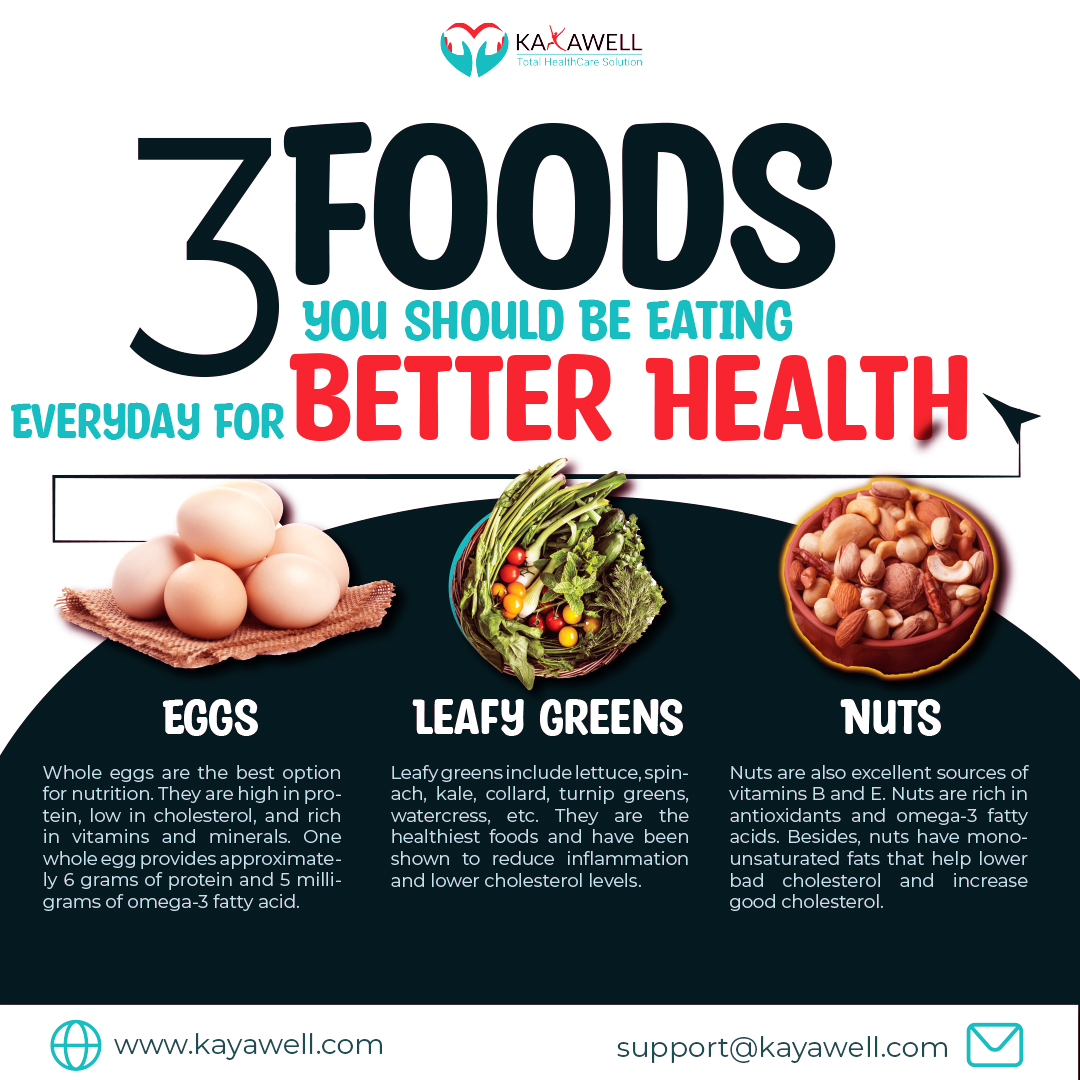 KAYAWELL
Total HealthCare Solution
3 FOODS
YOU SHOULD BE EATING
EVERYDAY FOR BETTER HEALTH
EGGS
Whole eggs are the best option
for nutrition. They are high in pro-
tein, low in cholesterol, and rich
in vitamins and minerals. One
whole egg provides approximate-
ly 6 grams of protein and 5 milli-
grams of omega-3 fatty acid.
LEAFY GREENS
Leafy greens include lettuce, spin-
ach, kale, collard, turnip greens,
watercress, etc. They are the
healthiest foods and have been
shown to reduce inflammation
and lower cholesterol levels.
NUTS
Nuts are also excellent sources of
vitamins B and E. Nuts are rich in
antioxidants and omega-3 fatty
acids. Besides, nuts have mono-
unsaturated fats that help lower
bad cholesterol and increase
good cholesterol.
www.kayawell.com
support@kayawell.com